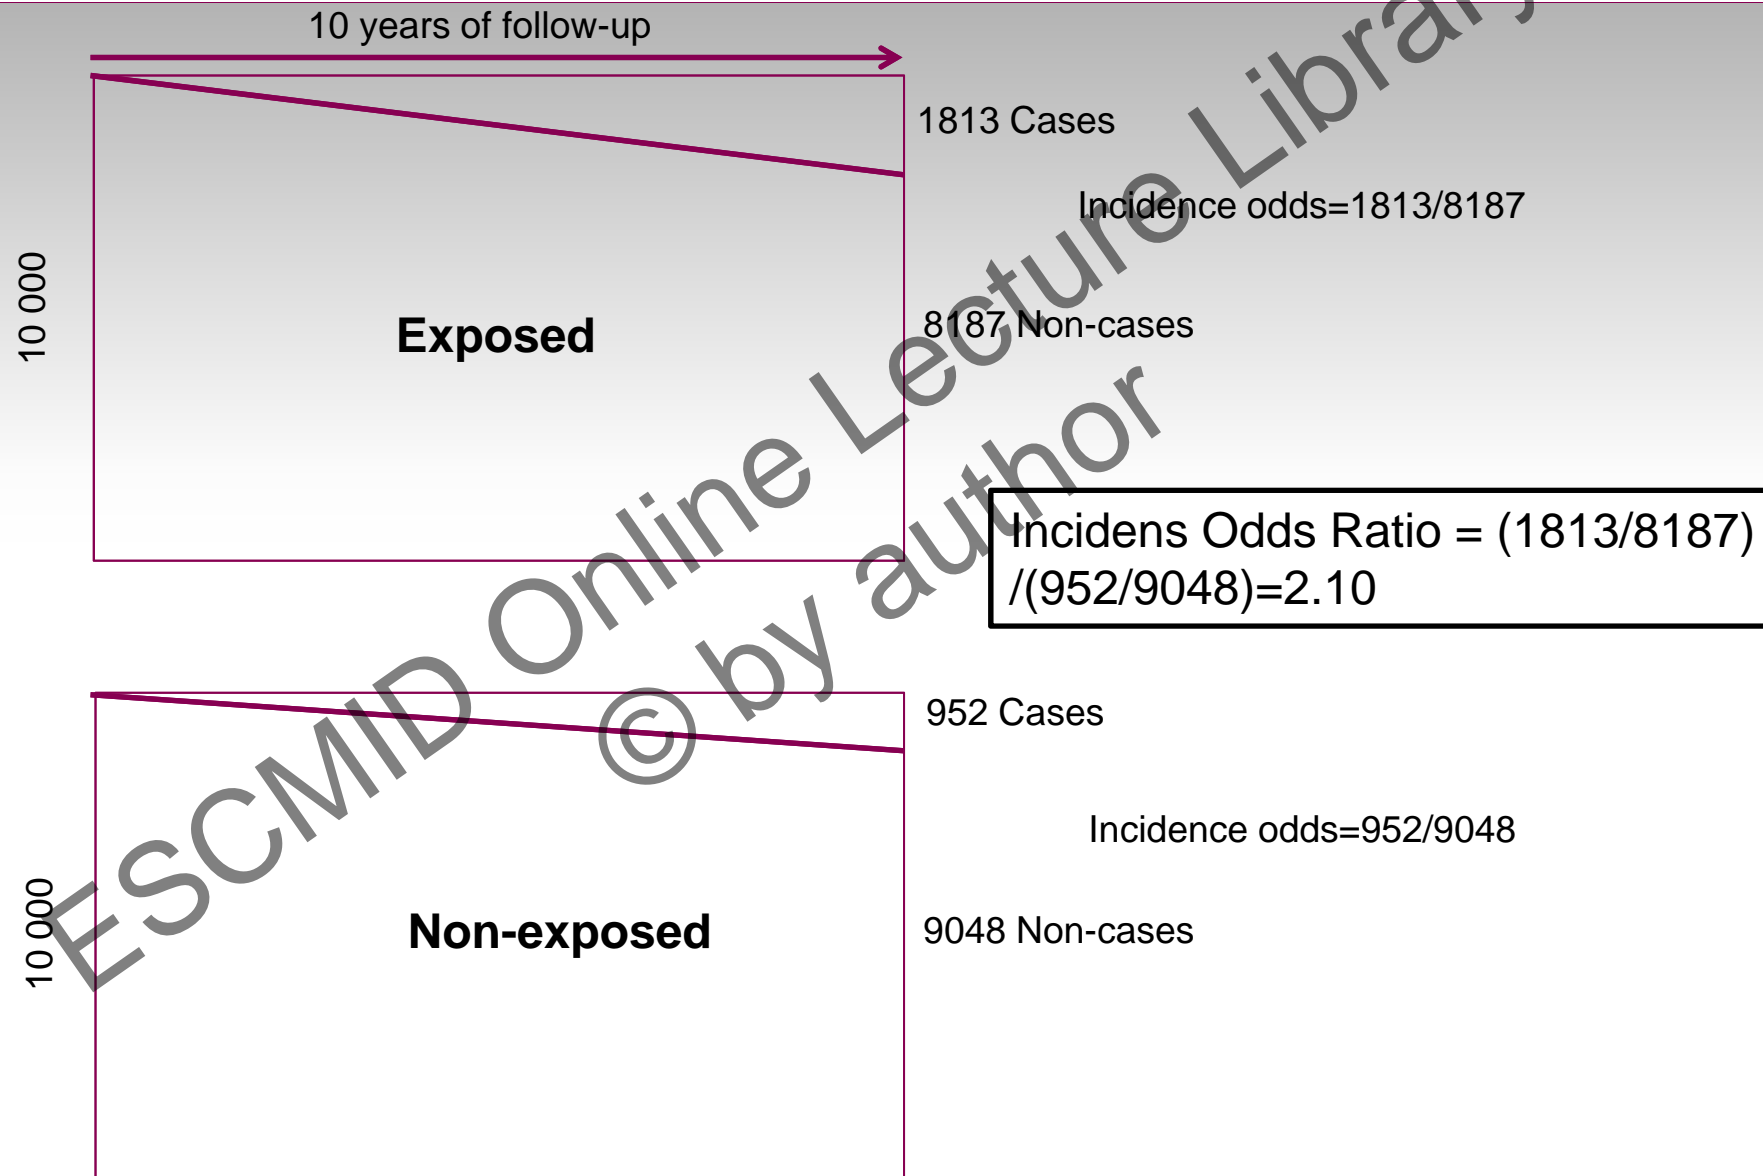 10 years of follow-up
1813 Cases
Incidence odds=1813/8187
10 000
Exposed
8187 Non-cases
Incidens Odds Ratio = (1813/8187)
/(952/9048)=2.10
952 Cases
Incidence odds=952/9048
10 000
Non-exposed
9048 Non-cases
ESCMID Online Lecture Library
© by author